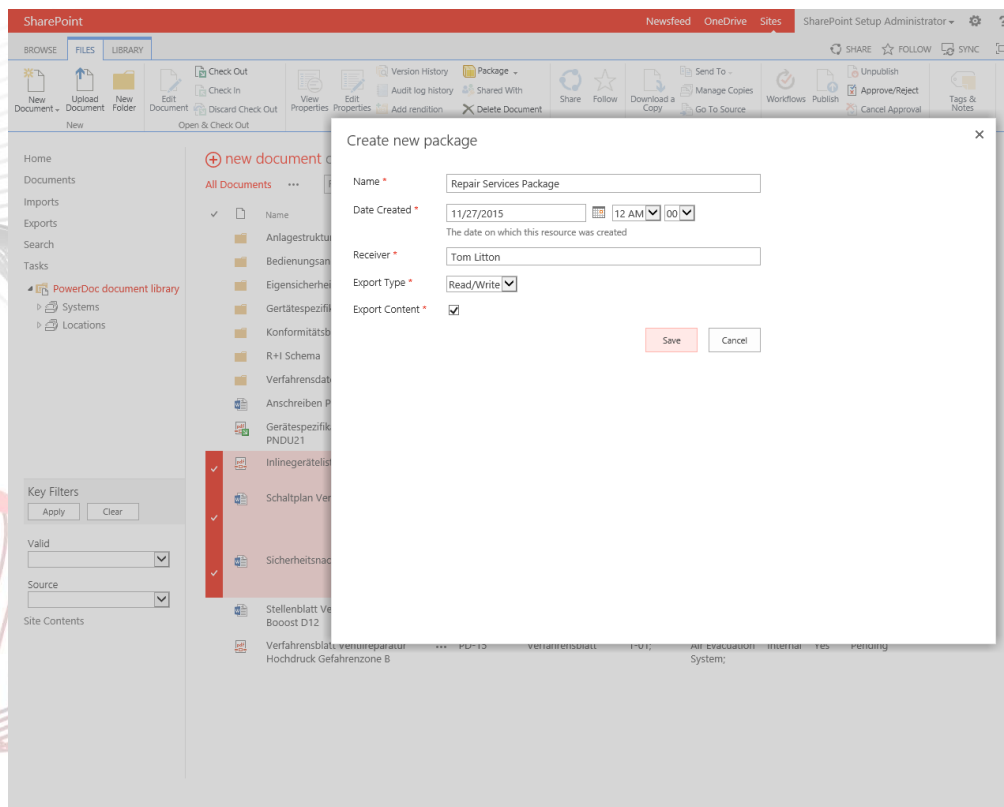 SharePoint
Newsfeed OneDrive Sites SharePoint Setup Administrator
BROWSE FILES LIBRARY
SHARE FOLLOW SYNC
New Document
Upload Document
New Folder
New
Edit Document
Check Out
Check In
Discard Check Out
Open & Check Out
View Properties
Edit Properties
Version History
Audit log history
Add rendition
Package
Shared With
Delete Document
Share
Follow
Download a Copy
Send To
Manage Copies
Go To Source
Workflows
Publish
Unpublish
Approve/Reject
Cancel Approval
Tags & Notes
Home
Documents
Imports
Exports
Search
Tasks
PowerDoc document library
Systems
Locations
Key Filters
Apply Clear
Valid
Source
Site Contents
new document
All Documents ...
Name
Bedienungsan
R+I Schema
Verfahrensdat
Anschreiben P
Gerätespezifik
PNDU21
Inlinegerätelist
Schaltplan Ver
Sicherheitsnac
Stellenblatt Ve
Booost D12
Verfahrensblatt Ventilreparatur ... PD-15 Verfahrensblatt T-01; Air Evacuation Internal Yes Pending
Hochdruck Gefahrenzone B System;
Create new package
Name *
Repair Services Package
Date Created *
11/27/2015 12 AM 00
The date on which this resource was created
Receiver *
Tom Litton
Export Type *
Read/Write
Export Content *
Save Cancel